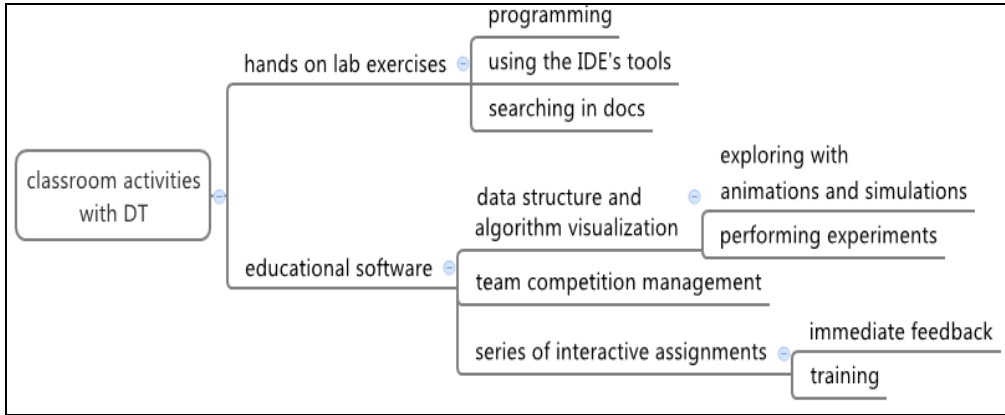 classroom activities
with DT
hands on lab exercises
programming
using the IDE's tools
searching in docs
educational software
data structure and
algorithm visualization
exploring with
animations and simulations
performing experiments
team competition management
series of interactive assignments
immediate feedback
training